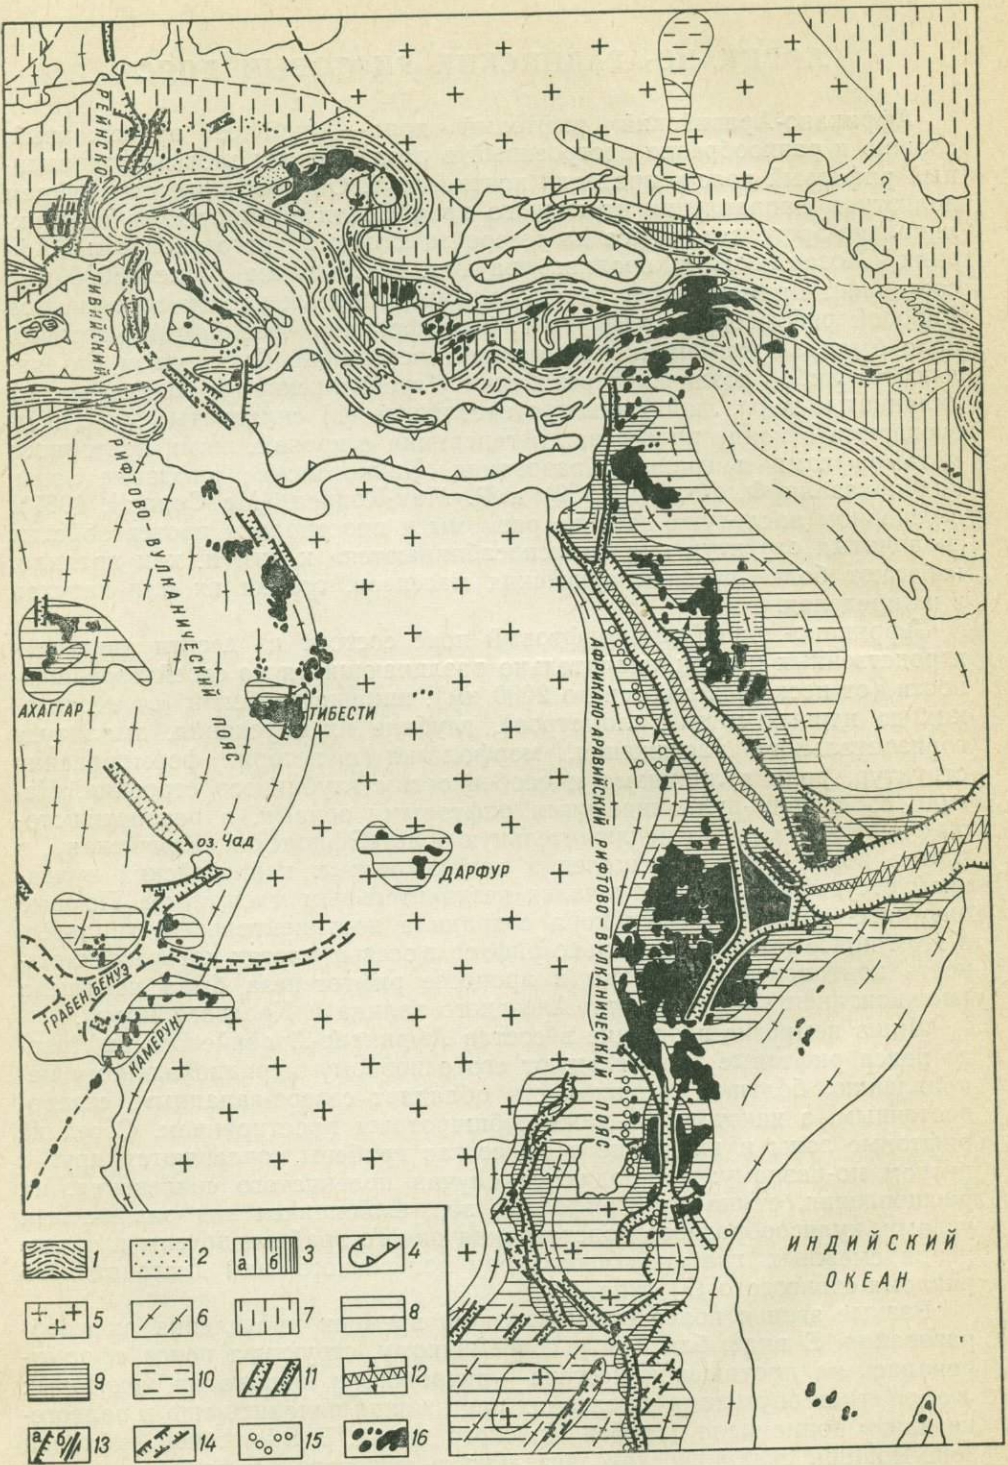 РЕЙНСКО
ЛИВИЙСКИЙ
РИФТОВО-ВУЛКАНИЧЕСКИЙ ПОЯС
?
АХАГГАР
ТИБЕСТИ
оз. Чад
ДАРФУР
АФРИКАНО-АРАВИЙСКИЙ РИФТОВО-ВУЛКАНИЧЕСКИЙ ПОЯС
ГРАБЕН БЕНУЭ
КАМЕРУН
ИНДИЙСКИЙ
ОКЕАН
1 2 а б 3 4
5 6 7 8
9 10 11 12
а б 13 14 15 16